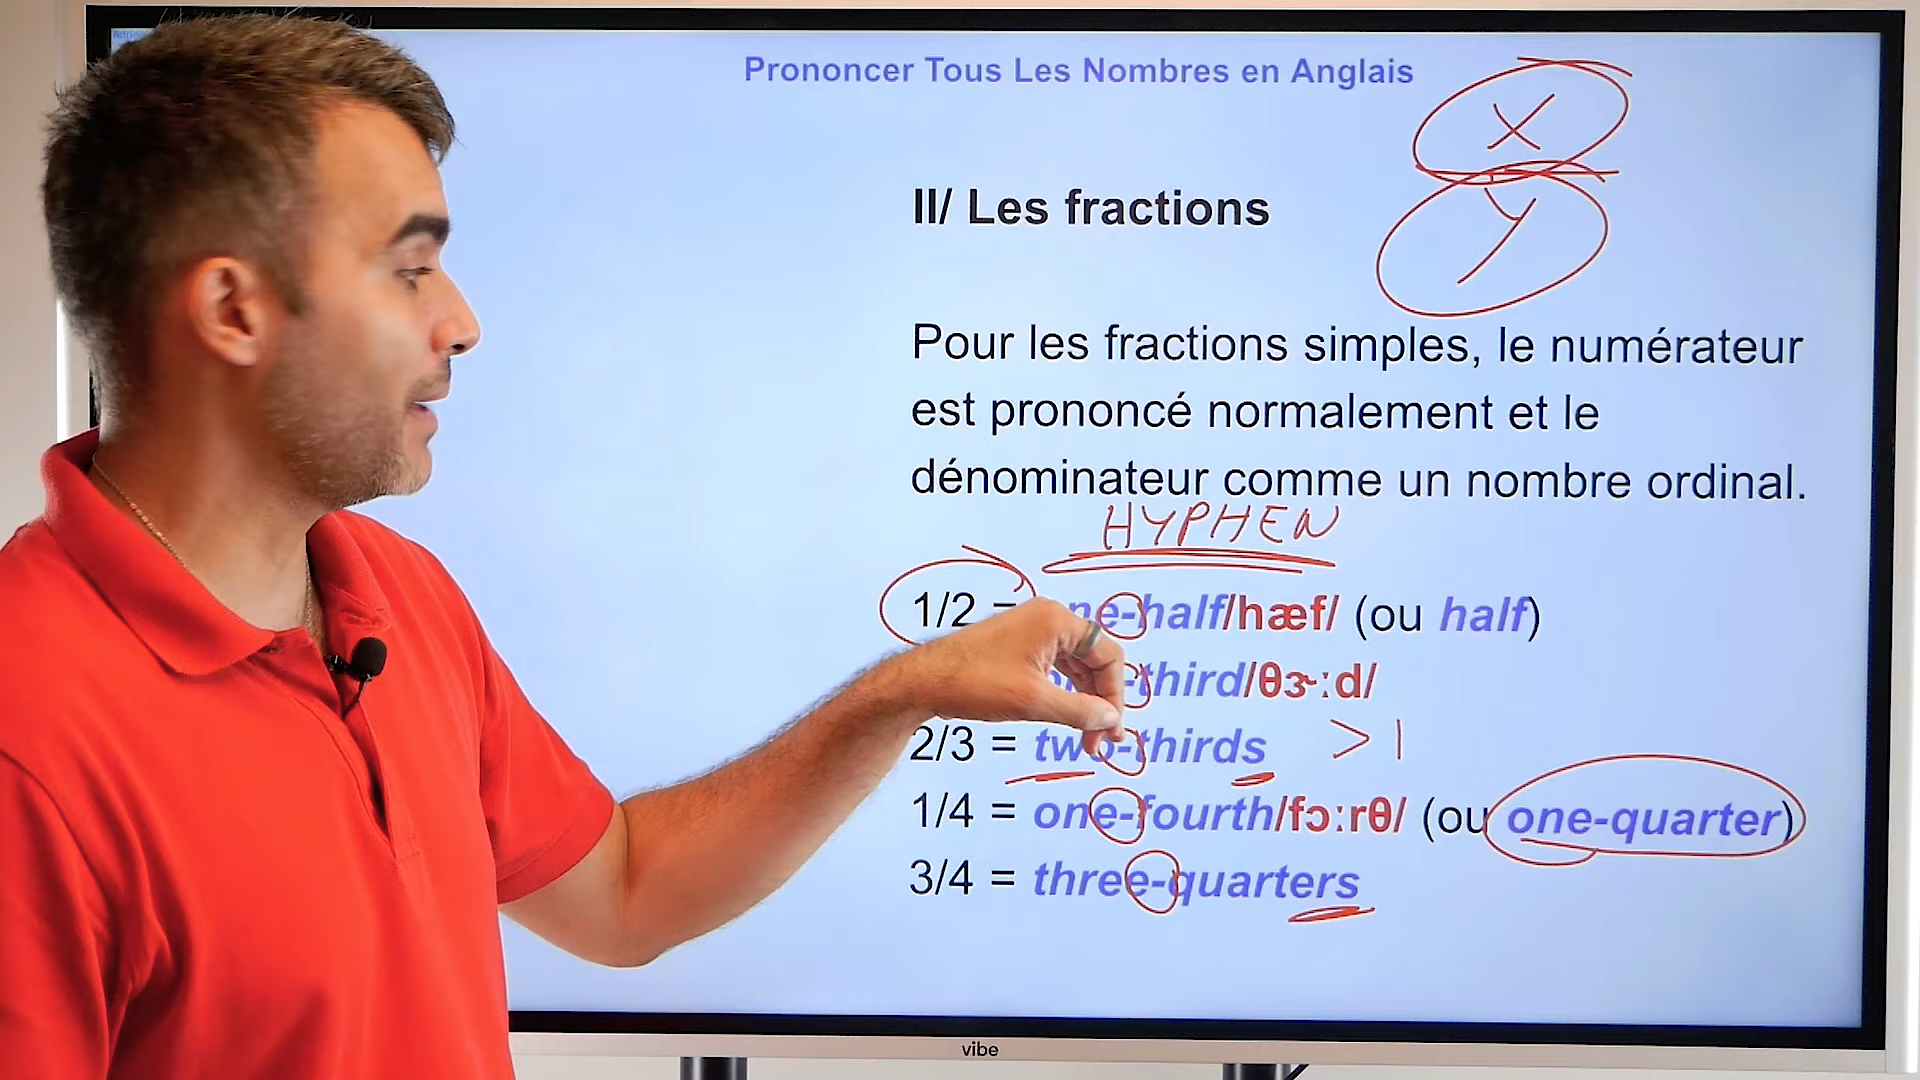 Prononcer Tous Les Nombres en Anglais
X
Y
II/ Les fractions
Pour les fractions simples, le numérateur
est prononcé normalement et le
dénominateur comme un nombre ordinal.
HYPHEN
1/2 = one-half/hæf/ (ou half)
-third/θɝːd/
2/3 = two-thirds > 1
1/4 = one-fourth/fɔːrθ/ (ou one-quarter)
3/4 = three-quarters
vibe